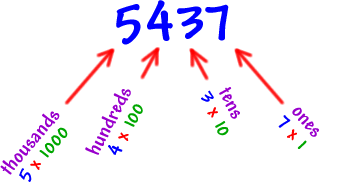 5437
thousands
5 x 1000
hundreds
4 x 100
tens
3 x 10
ones
7 x 1